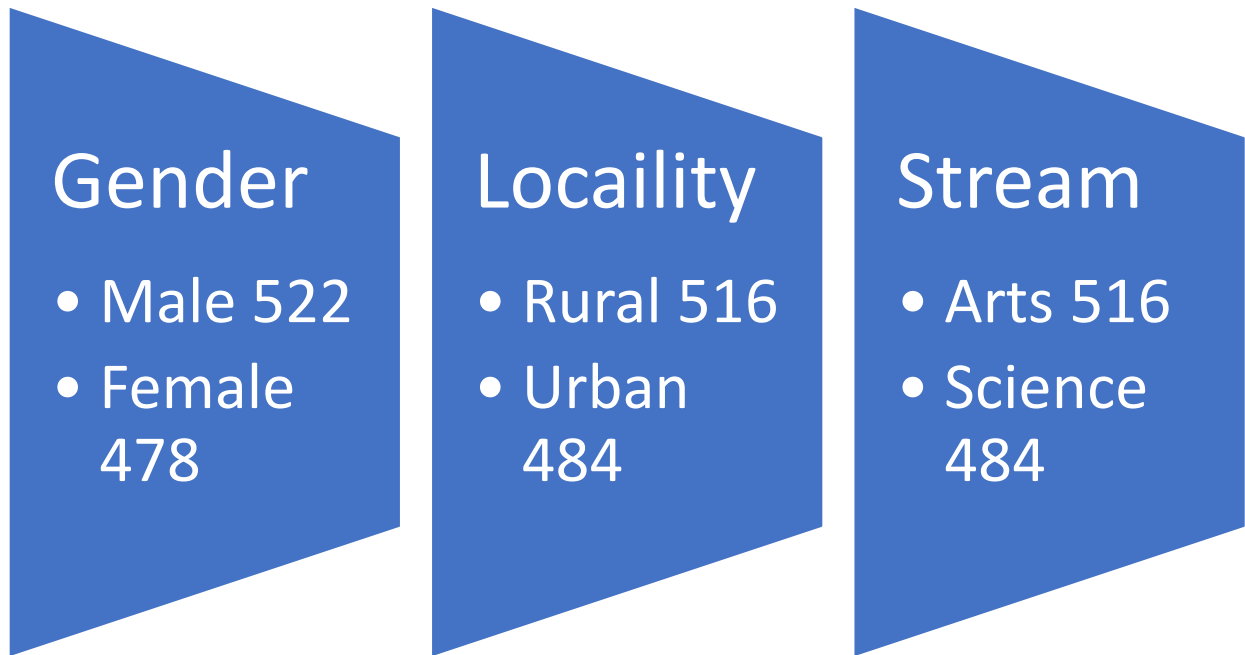 Gender
• Male 522
• Female
478
Locaility
• Rural 516
• Urban
484
Stream
• Arts 516
• Science
484